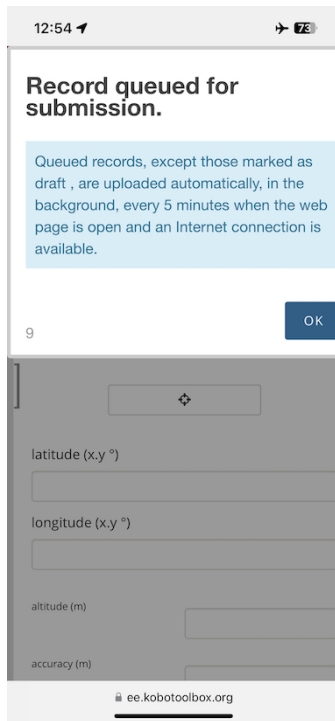 12:54
73
Record queued for
submission.
Queued records, except those marked as
draft , are uploaded automatically, in the
background, every 5 minutes when the web
page is open and an Internet connection is
available.
OK
9
latitude (x.y °)
longitude (x.y °)
altitude (m)
accuracy (m)
ee.kobotoolbox.org